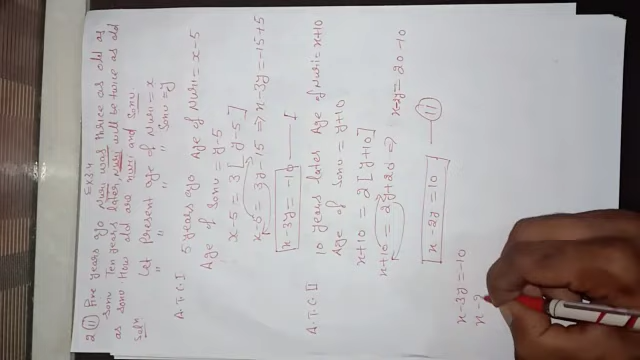 EX 3.4
2 (ii) Five years ago Nuri was thrice as old as
Sonu. Ten years later, Nuri will be twice as old
as Sonu. How old are Nuri and Sonu.
Soln. Let present age of Nuri = x
" " " Sonu = y
A.T.C.I 5 years ago Age of Nuri = x-5
Age of Sonu = y-5
x-5 = 3[y-5]
x-5 = 3y-15 ⇒ x-3y = -15+5
x-3y = -10 — I
A.T.C II 10 years later Age of Nuri = x+10
Age of Sonu = y+10
x+10 = 2[y+10]
x+10 = 2y+20 ⇒ x-2y = 20-10
x-2y = 10 — (ii)
x-3y = -10
x-2